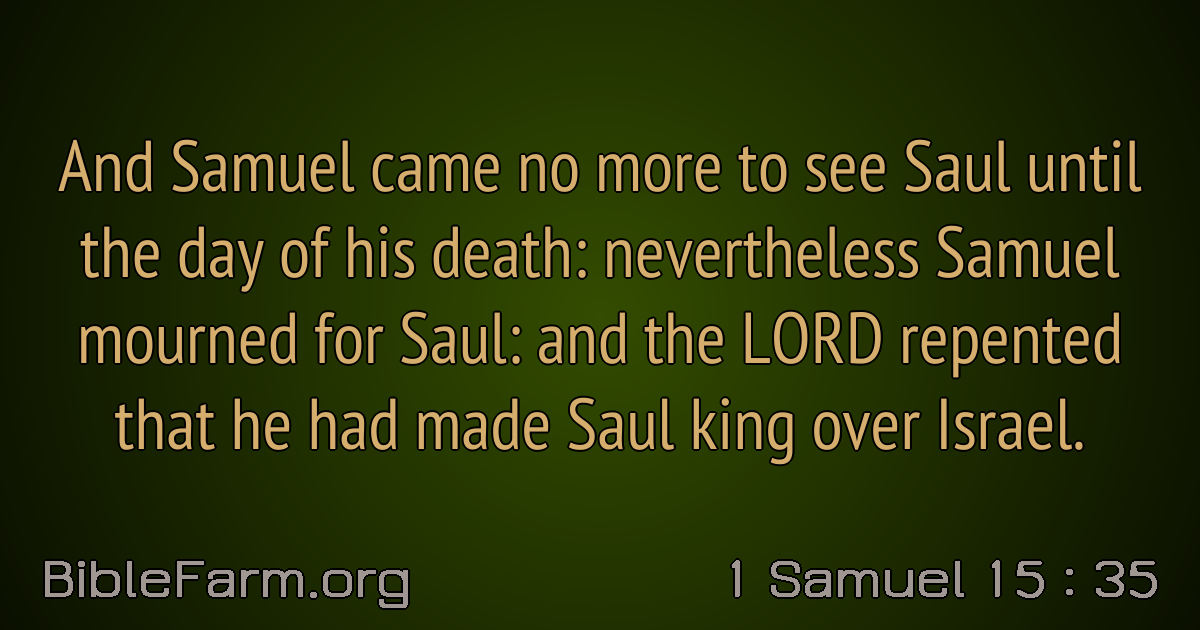 And Samuel came no more to see Saul until
the day of his death: nevertheless Samuel
mourned for Saul: and the LORD repented
that he had made Saul king over Israel.
BibleFarm.org
1 Samuel 15 : 35